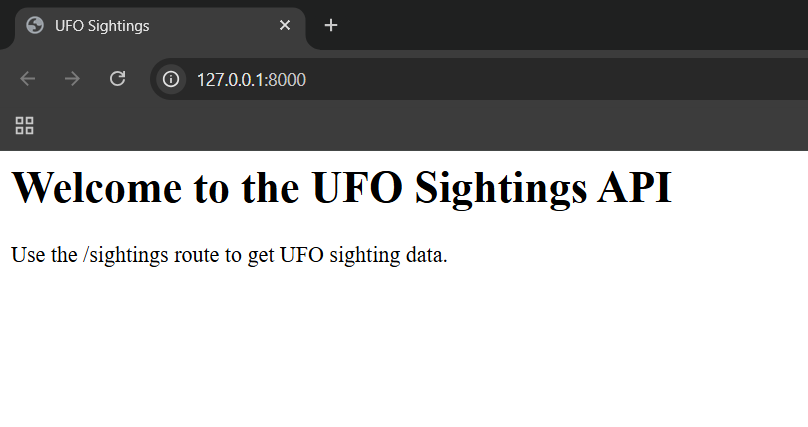 UFO Sightings
127.0.0.1:8000
Welcome to the UFO Sightings API
Use the /sightings route to get UFO sighting data.